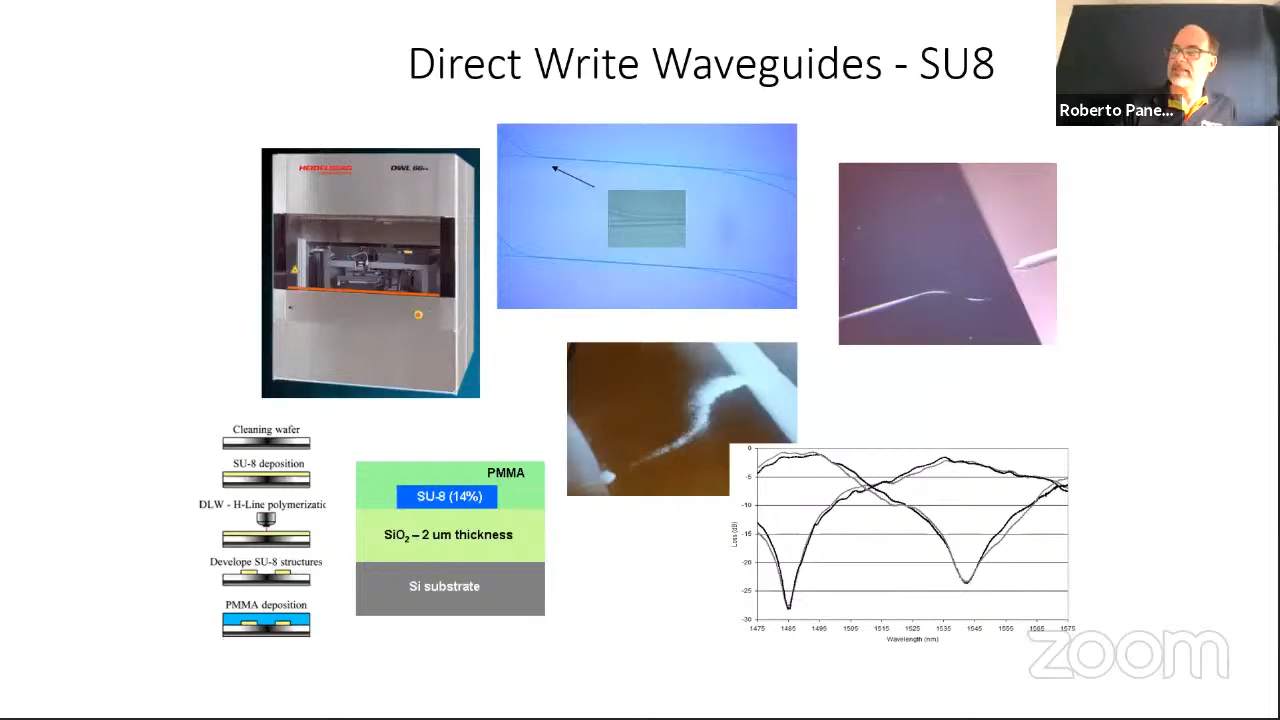 Direct Write Waveguides - SU8
Roberto Pane...
HEIDELBERG
DWL 66
Cleaning wafer
SU-8 deposition
DLW - H-Line polymerizatic
Develope SU-8 structures
PMMA deposition
PMMA
SU-8 (14%)
SiO2 – 2 um thickness
Si substrate
0
-5
-10
-15
-20
-25
-30
Loss (dB)
1475 1485 1495 1505 1515 1525 1535 1545 1555 1565 1575
Wavelength (nm)
zoom